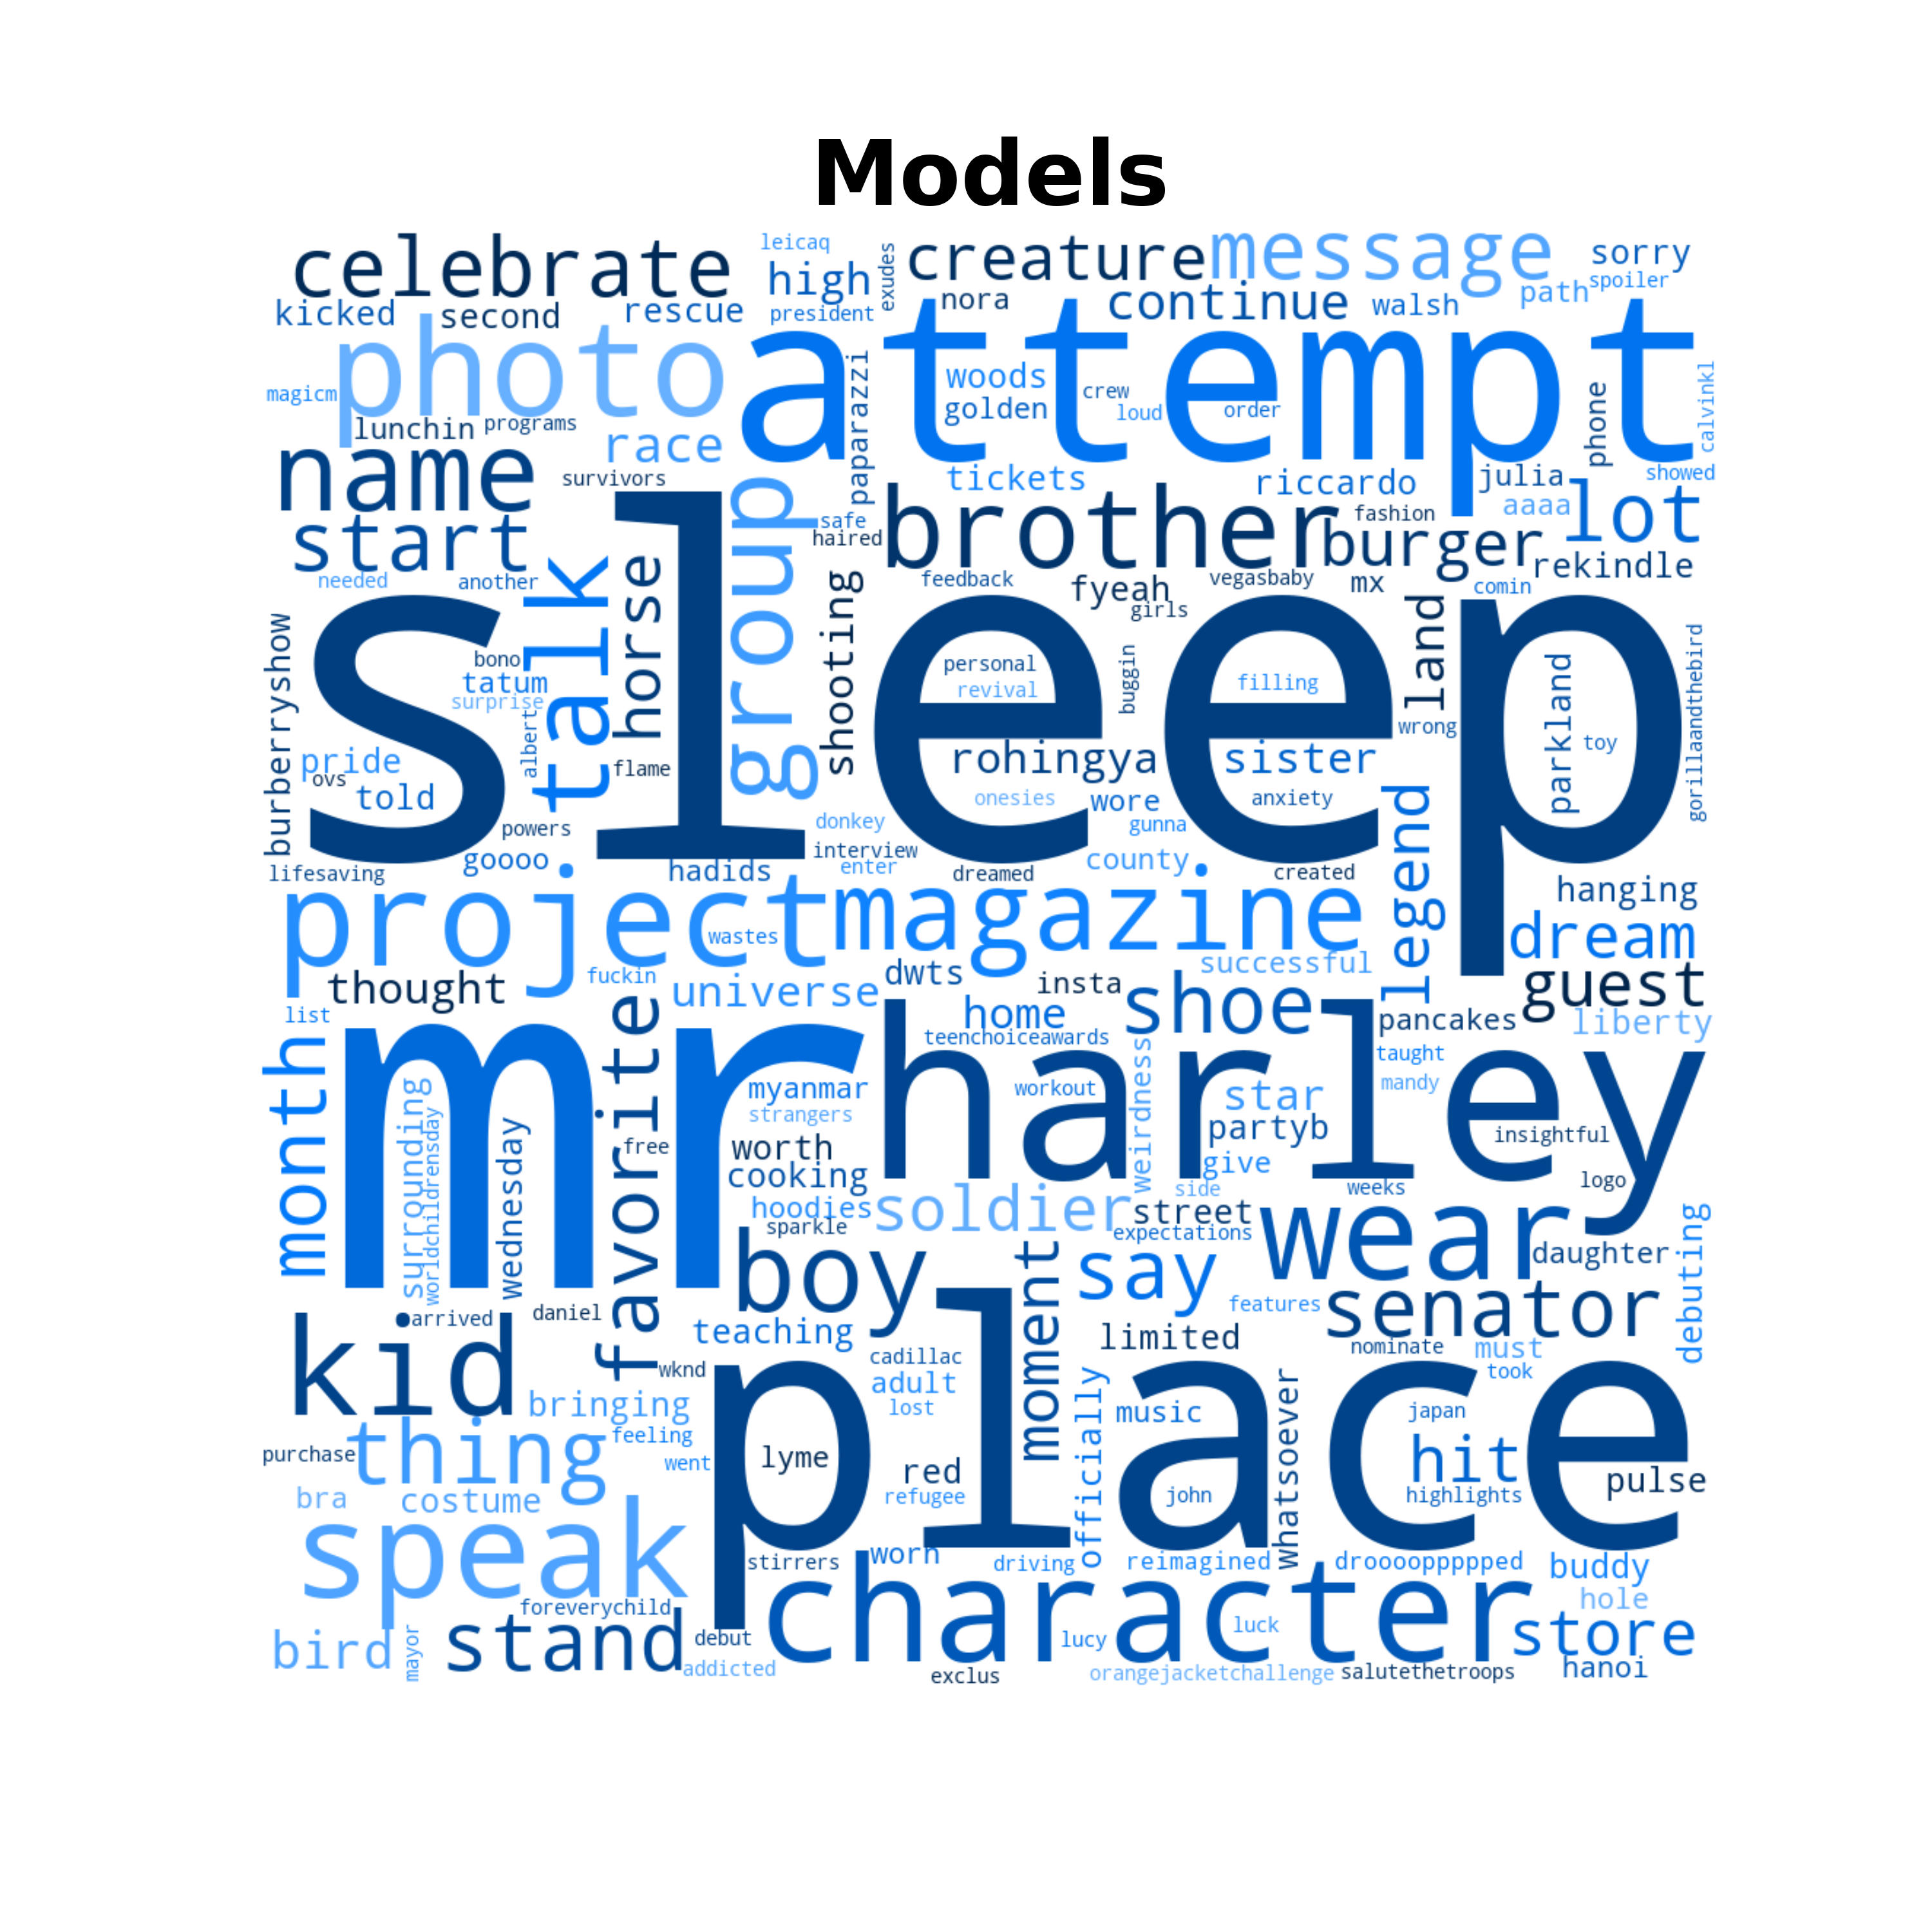 Models
celebrate
leicaq
high
exudes
creature
message
sorry
spoiler
path
kicked
second
rescue
president
nora
continue
walsh
photo
attempt
magicm
paparazzi
woods
golden
crew
loud
order
phone
calvinkl
lunchin
programs
race
name
survivors
tickets
riccardo
julia
showed
start
group
safe
haired
brother
fashion
aaaa
lot
burger
rekindle
needed
another
talk
horse
shooting
feedback
fyeah
girls
vegasbaby
mx
comin
land
sleep
burberryshow
bono
tatum
surprise
albert
personal
revival
buggin
filling
wrong
parkland
toy
gorillaandthebird
pride
ovs
told
flame
rohingya
sister
onesies
wore
anxiety
gunna
powers
goooo
donkey
interview
enter
county
legend
lifesaving
hadids
dreamed
created
hanging
project
magazine
wastes
dream
thought
fuckin
universe
dwts
insta
successful
guest
list
favorite
home
shoe
pancakes
liberty
teenchoiceawards
month
mr
harley
taught
mandy
surrounding
worldchildrensday
wednesday
free
myanmar
strangers
workout
weirdness
star
partyb
insightful
worth
cooking
give
logo
hoodies
sparkle
soldier
side
street
weeks
expectations
wear
daughter
debuting
boy
moment
say
features
senator
kid
arrived
daniel
teaching
limited
nominate
must
took
wknd
cadillac
adult
lost
bringing
place
officially
music
whatsoever
japan
thing
feeling
purchase
went
lyme
red
refugee
john
hit
highlights
pulse
bra
costume
speak
stirrers
worn
driving
reimagined
droooopppped
buddy
hole
foreverychild
character
bird
mayor
stand
debut
addicted
lucy
luck
store
exclus
orangejacketchallenge
salutethetroops
hanoi